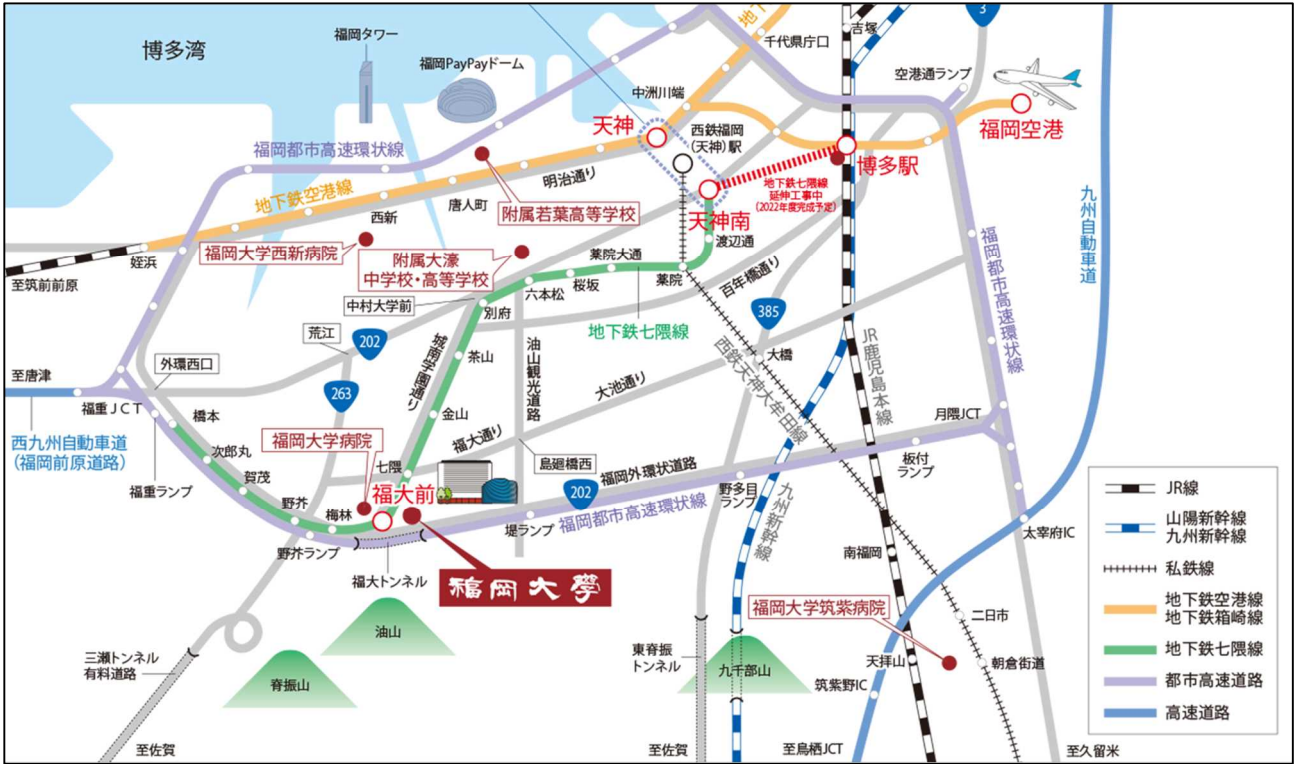 博多湾
福岡タワー
福岡PayPayドーム
地下
吉塚
3
千代県庁口
空港通ランプ
中洲川端
福岡空港
天神
西鉄福岡
(天神)駅
博多駅
福岡都市高速環状線
地下鉄空港線
明治通り
西新
唐人町
附属若葉高等学校
地下鉄七隈線
延伸工事中
(2022年度完成予定)
天神南
渡辺通
九州自動車道
福岡大学西新病院
附属大濠
中学校・高等学校
姪浜
至筑前前原
薬院大通
薬院
桜坂
六本松
別府
中村大学前
百年橋通り
385
福岡都市高速環状線
荒江
202
地下鉄七隈線
城南学園通り
茶山
油山観光道路
大橋
西鉄天神大牟田線
JR鹿児島本線
外環西口
至唐津
263
大池通り
福重JCT
橋本
金山
月隈JCT
西九州自動車道
(福岡前原道路)
次郎丸
福岡大学病院
福大通り
七隈
島廻橋西
福岡外環状道路
板付
ランプ
福重ランプ
賀茂
福大前
202
野多目
ランプ
野芥
梅林
堤ランプ
福岡都市高速環状線
九州新幹線
太宰府IC
野芥ランプ
南福岡
福大トンネル
福岡大學
福岡大学筑紫病院
二日市
油山
三瀬トンネル
有料道路
脊振山
東脊振
トンネル
九千部山
天拝山
朝倉街道
筑紫野IC
至佐賀
至佐賀
至鳥栖JCT
至久留米
JR線
山陽新幹線
九州新幹線
私鉄線
地下鉄空港線
地下鉄箱崎線
地下鉄七隈線
都市高速道路
高速道路